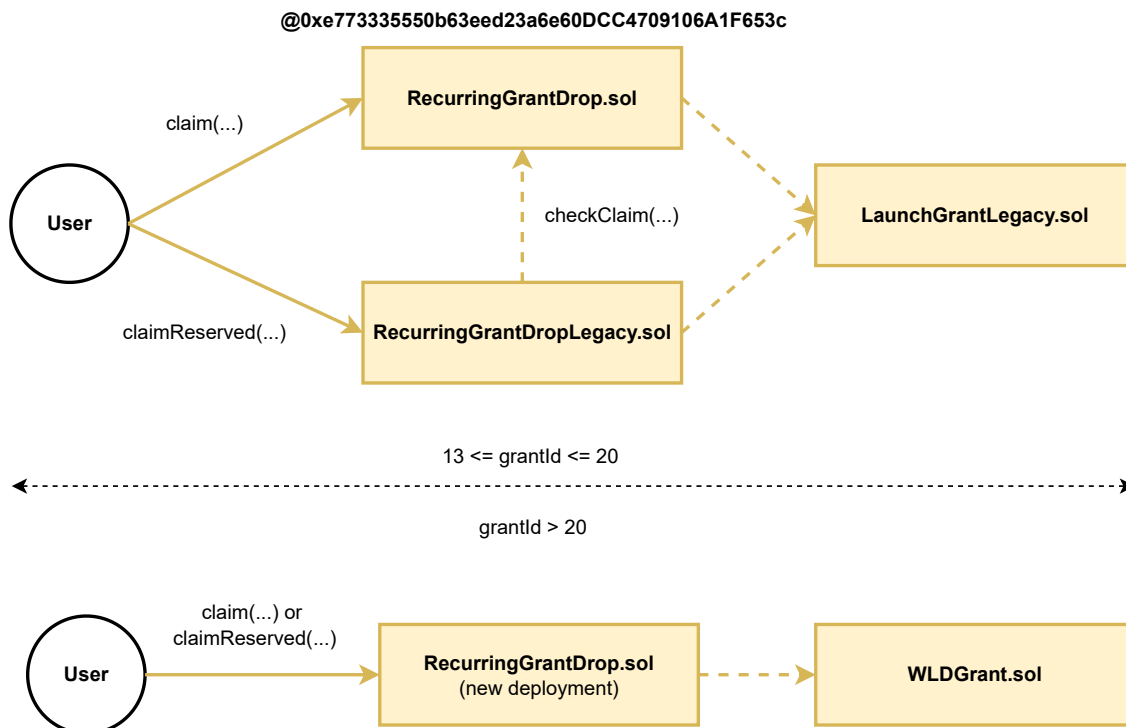 @0xe773335550b63eed23a6e60DCC4709106A1F653c
RecurringGrantDrop.sol
claim(...)
User
checkClaim(...)
LaunchGrantLegacy.sol
claimReserved(...)
RecurringGrantDropLegacy.sol
13 <= grantId <= 20
grantId > 20
claim(...) or
claimReserved(...)
User
RecurringGrantDrop.sol
(new deployment)
WLDGrant.sol